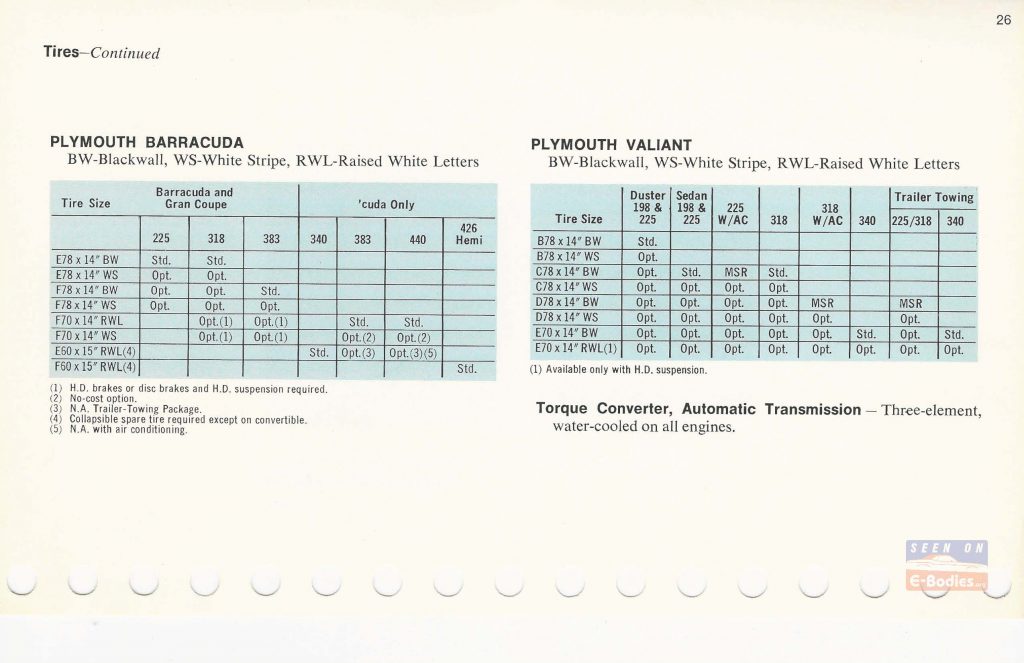 26
Tires—Continued
PLYMOUTH BARRACUDA
BW-Blackwall, WS-White Stripe, RWL-Raised White Letters
Tire Size Barracuda and Gran Coupe 'cuda Only
225 318 383 340 383 440 426 Hemi
E78 x 14" BW Std. Std.
E78 x 14" WS Opt. Opt.
F78 x 14" BW Opt. Opt. Std.
F78 x 14" WS Opt. Opt. Opt.
F70 x 14" RWL Opt.(1) Opt.(1) Std. Std.
F70 x 14" WS Opt.(1) Opt.(1) Opt.(2) Opt.(2)
E60 x 15" RWL(4) Std. Opt.(3) Opt.(3)(5)
F60 x 15" RWL(4) Std.
(1) H.D. brakes or disc brakes and H.D. suspension required.
(2) No-cost option.
(3) N.A. Trailer-Towing Package.
(4) Collapsible spare tire required except on convertible.
(5) N.A. with air conditioning.
PLYMOUTH VALIANT
BW-Blackwall, WS-White Stripe, RWL-Raised White Letters
Tire Size Duster 198 & 225 Sedan 198 & 225 225 W/AC 318 318 W/AC 340 Trailer Towing 225/318 340
B78 x 14" BW Std.
B78 x 14" WS Opt.
C78 x 14" BW Opt. Std. MSR Std.
C78 x 14" WS Opt. Opt. Opt. Opt.
D78 x 14" BW Opt. Opt. Opt. Opt. MSR MSR
D78 x 14" WS Opt. Opt. Opt. Opt. Opt. Opt.
E70 x 14" BW Opt. Opt. Opt. Opt. Opt. Std. Opt. Std.
E70 x 14" RWL(1) Opt. Opt. Opt. Opt. Opt. Opt. Opt. Opt.
(1) Available only with H.D. suspension.
Torque Converter, Automatic Transmission — Three-element,
water-cooled on all engines.
SEEN ON
E-Bodies.org